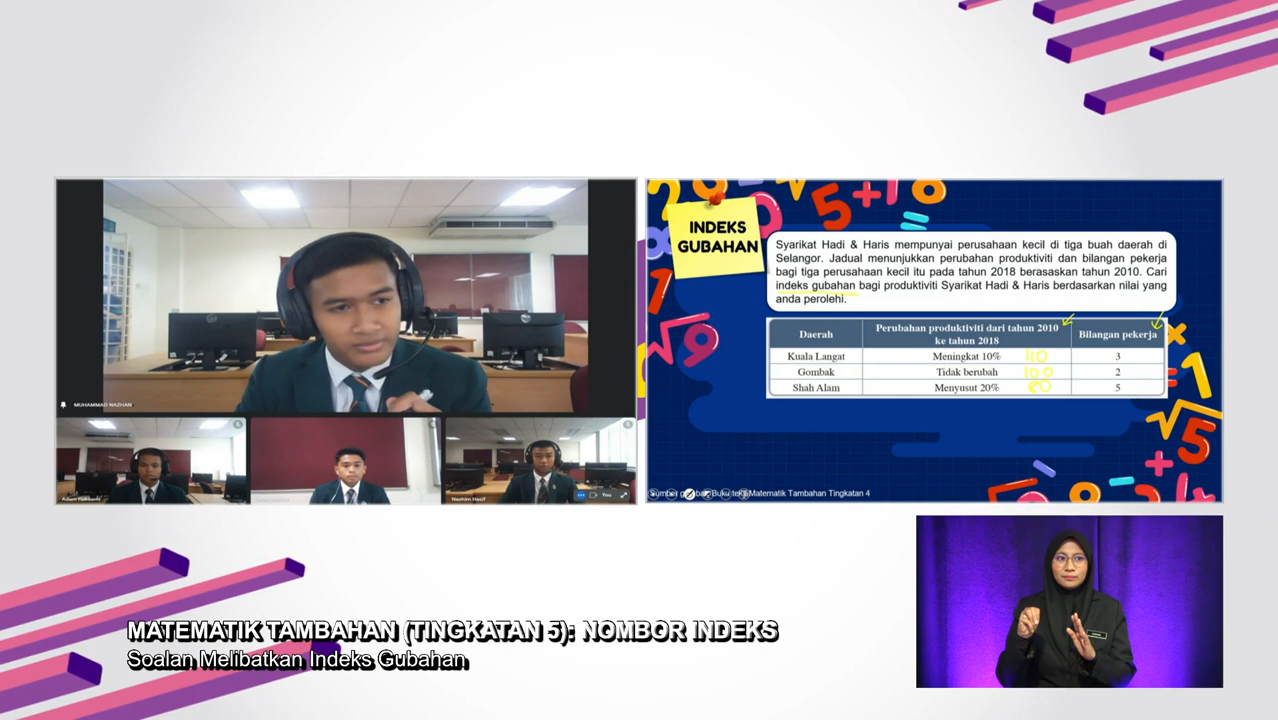 MUHAMMAD NAZHAN
Nazhim Hasif
You
INDEKS
GUBAHAN
Syarikat Hadi & Haris mempunyai perusahaan kecil di tiga buah daerah di
Selangor. Jadual menunjukkan perubahan produktiviti dan bilangan pekerja
bagi tiga perusahaan kecil itu pada tahun 2018 berasaskan tahun 2010. Cari
indeks gubahan bagi produktiviti Syarikat Hadi & Haris berdasarkan nilai yang
anda perolehi.
Daerah Perubahan produktiviti dari tahun 2010 Bilangan pekerja
ke tahun 2018
Kuala Langat Meningkat 10% 110 3
Gombak Tidak berubah 100 2
Shah Alam Menyusut 20% 80 5
Sumber gambar: Buku teks Matematik Tambahan Tingkatan 4
MATEMATIK TAMBAHAN (TINGKATAN 5): NOMBOR INDEKS
Soalan Melibatkan Indeks Gubahan